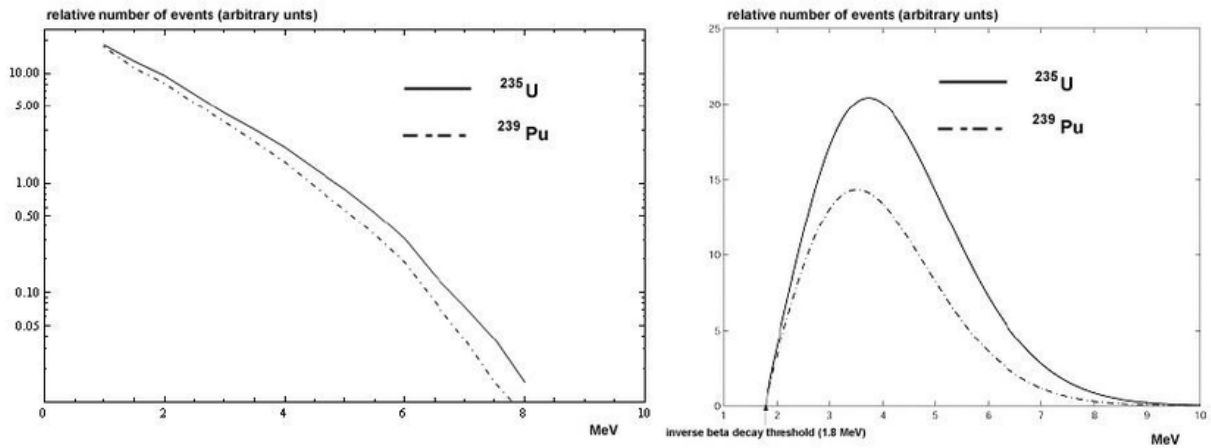 relative number of events (arbitrary unts)
10.00
5.00
1.00
0.50
0.10
0.05
235U
239Pu
0 2 4 6 8 10
MeV
relative number of events (arbitrary unts)
25
20
15
10
5
0
235U
239Pu
1 2 3 4 5 6 7 8 9 10
inverse beta decay threshold (1.8 MeV)
MeV